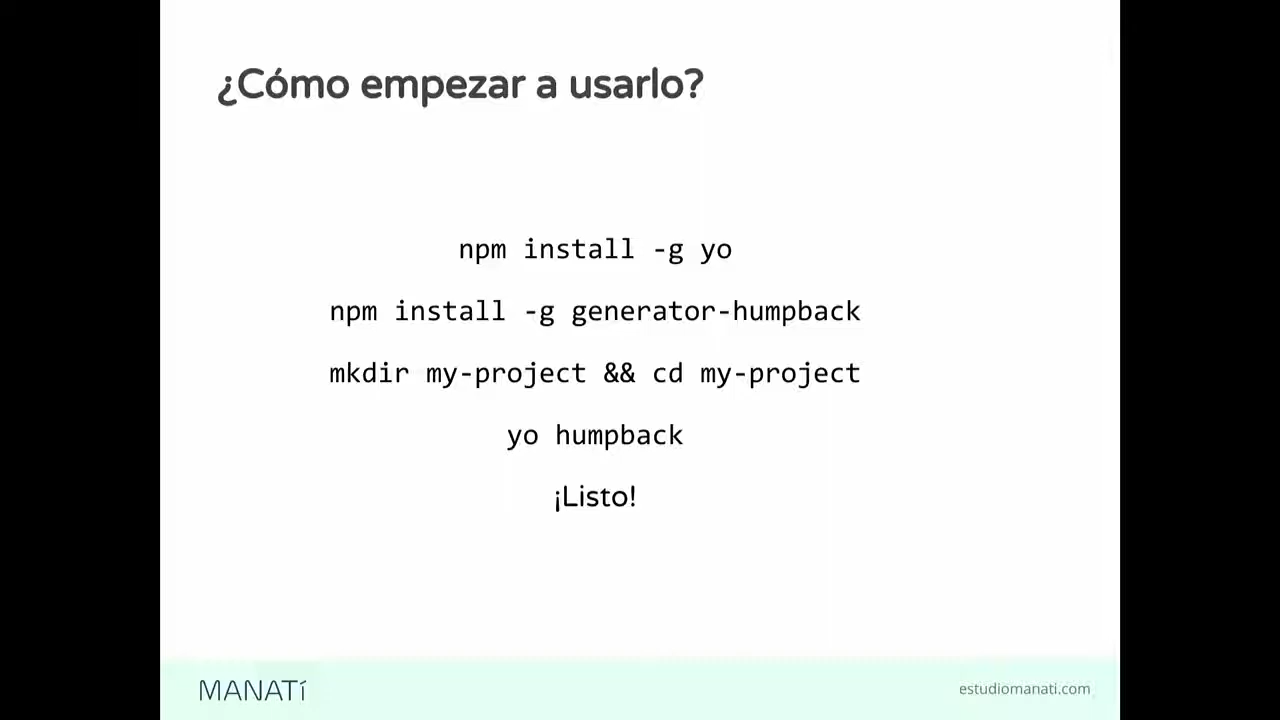 ¿Cómo empezar a usarlo?
npm install -g yo
npm install -g generator-humpback
mkdir my-project && cd my-project
yo humpback
¡Listo!
MANATí
estudiomanati.com